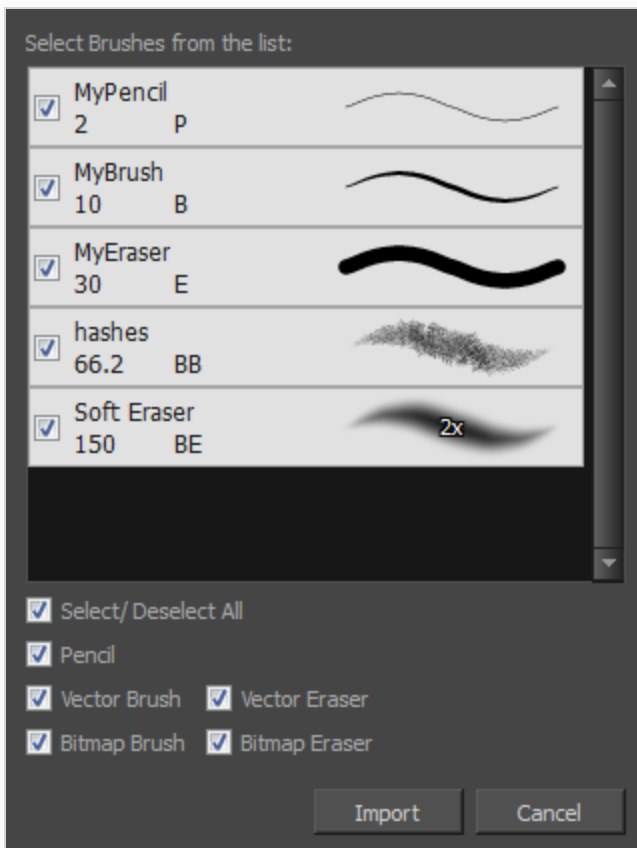 Select Brushes from the list:
MyPencil
2 P
MyBrush
10 B
MyEraser
30 E
hashes
66.2 BB
Soft Eraser
150 BE
2x
Select/ Deselect All
Pencil
Vector Brush Vector Eraser
Bitmap Brush Bitmap Eraser
Import Cancel